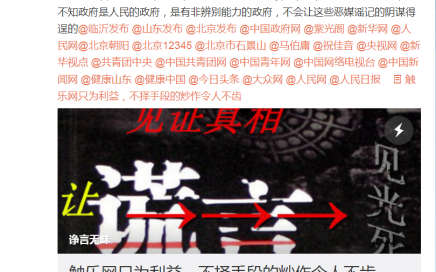 不知政府是人民的政府，是有非辨别能力的政府，不会让这些恶媒谣记的阴谋得
逞的@临沂发布 @山东发布 @北京发布 @中国政府网 @紫光阁 @新华网 @人
民网@北京朝阳 @北京12345 @北京市石景山 @马伯庸 @祝佳音 @央视网 @新
华视点 @共青团中央 @中国共青团网 @中国青年网 @中国网络电视台 @中国新
闻网 @健康山东 @健康中国 @今日头条 @大众网 @人民网 @人民日报 触
乐网只为利益，不择手段的炒作令人不齿
见证真相
让
谎言
见光死
诤言无味
触乐网只为利益，不择手段的炒作令人不齿